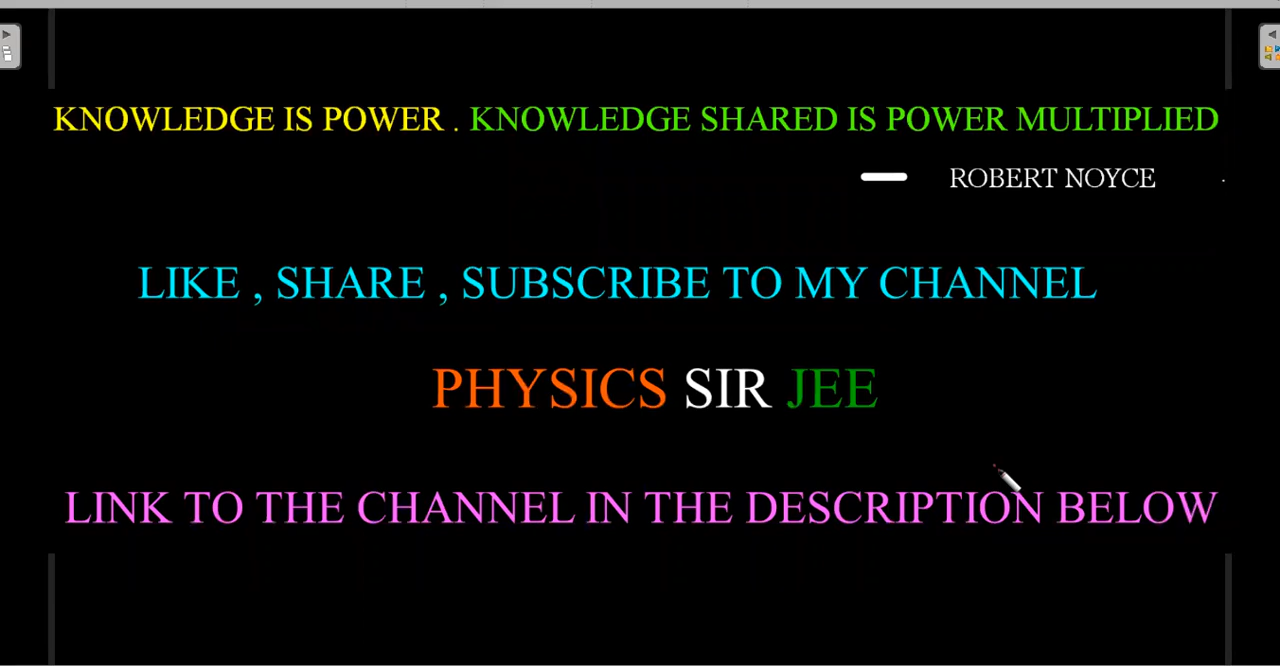 KNOWLEDGE IS POWER . KNOWLEDGE SHARED IS POWER MULTIPLIED
— ROBERT NOYCE .
LIKE , SHARE , SUBSCRIBE TO MY CHANNEL
PHYSICS SIR JEE
LINK TO THE CHANNEL IN THE DESCRIPTION BELOW